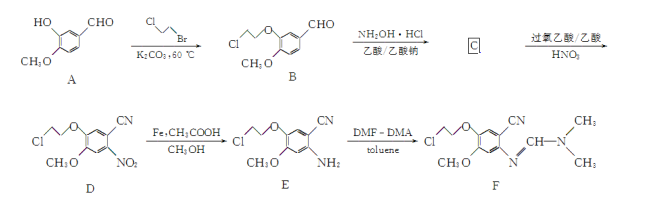 HO CHO CH₃O A
Cl Br K₂CO₃,60 ℃
Cl O CHO CH₃O B
NH₂OH·HCl 乙酸/乙酸钠
C
过氧乙酸/乙酸 HNO₃
Cl O CN CH₃O NO₂ D
Fe,CH₃COOH CH₃OH
Cl O CN CH₃O NH₂ E
DMF-DMA toluene
Cl O CN CH₃O N CH—N CH₃ CH₃ F